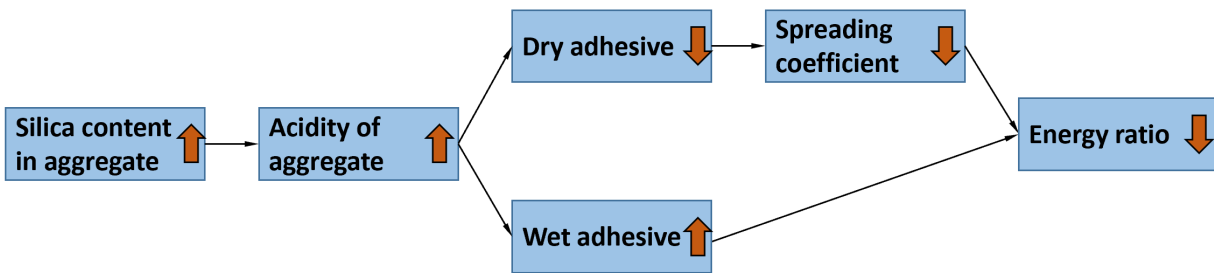 Silica content
in aggregate
Acidity of
aggregate
Dry adhesive
Spreading
coefficient
Wet adhesive
Energy ratio